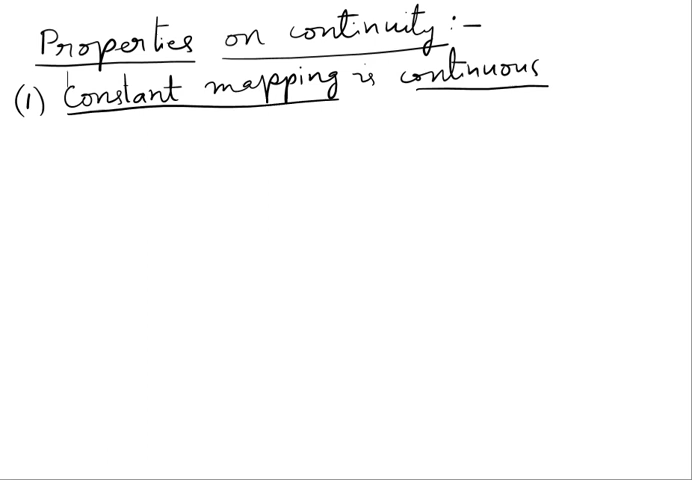 Properties on continuity :-
(1) Constant mapping is continuous